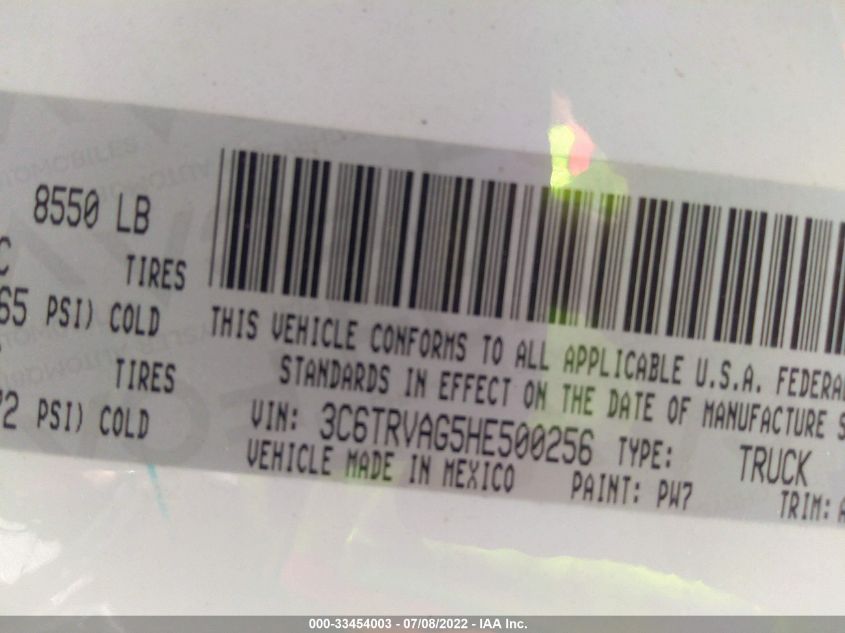 8550 LB
C TIRES
65 PSI) COLD
TIRES
72 PSI) COLD
THIS VEHICLE CONFORMS TO ALL APPLICABLE U.S.A. FEDERA
STANDARDS IN EFFECT ON THE DATE OF MANUFACTURE S
VIN: 3C6TRVAG5HE500256 TYPE: TRUCK
VEHICLE MADE IN MEXICO PAINT: PW7 TRIM: A
000-33454003 - 07/08/2022 - IAA Inc.